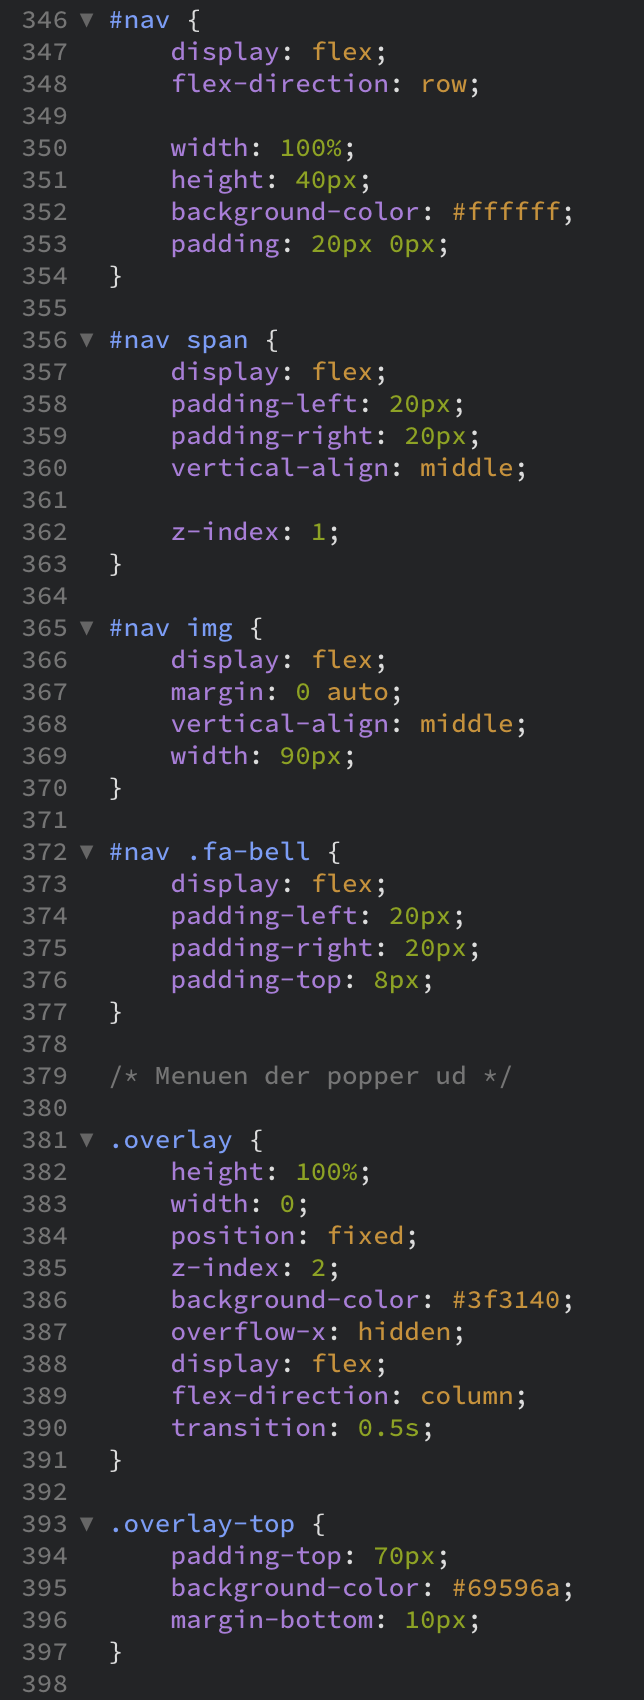 346 ▼ #nav {
347 display: flex;
348 flex-direction: row;
349
350 width: 100%;
351 height: 40px;
352 background-color: #ffffff;
353 padding: 20px 0px;
354 }
355
356 ▼ #nav span {
357 display: flex;
358 padding-left: 20px;
359 padding-right: 20px;
360 vertical-align: middle;
361
362 z-index: 1;
363 }
364
365 ▼ #nav img {
366 display: flex;
367 margin: 0 auto;
368 vertical-align: middle;
369 width: 90px;
370 }
371
372 ▼ #nav .fa-bell {
373 display: flex;
374 padding-left: 20px;
375 padding-right: 20px;
376 padding-top: 8px;
377 }
378
379 /* Menuen der popper ud */
380
381 ▼ .overlay {
382 height: 100%;
383 width: 0;
384 position: fixed;
385 z-index: 2;
386 background-color: #3f3140;
387 overflow-x: hidden;
388 display: flex;
389 flex-direction: column;
390 transition: 0.5s;
391 }
392
393 ▼ .overlay-top {
394 padding-top: 70px;
395 background-color: #69596a;
396 margin-bottom: 10px;
397 }
398